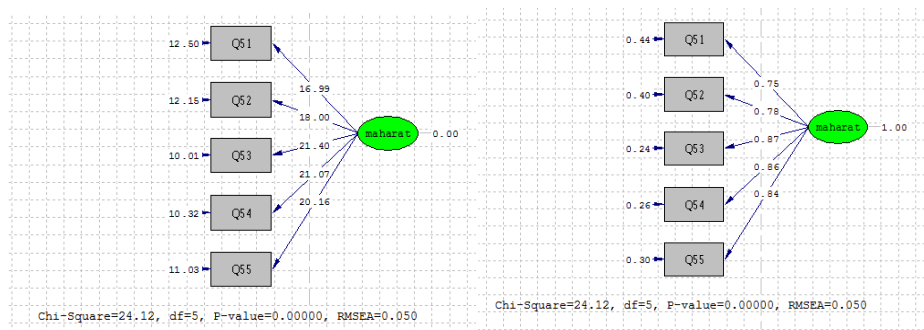 12.50 Q51
12.15 Q52
10.01 Q53
10.32 Q54
11.03 Q55
16.99
18.00
21.40
21.07
20.16
maharat 0.00
Chi-Square=24.12, df=5, P-value=0.00000, RMSEA=0.050
0.44 Q51
0.40 Q52
0.24 Q53
0.26 Q54
0.30 Q55
0.75
0.78
0.87
0.86
0.84
maharat 1.00
Chi-Square=24.12, df=5, P-value=0.00000, RMSEA=0.050